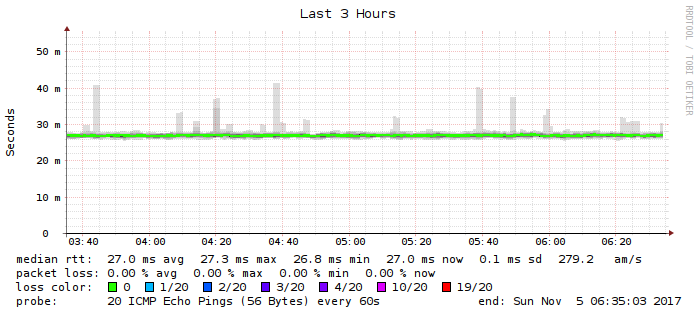 Last 3 Hours
RRDTOOL / TOBI OETIKER
Seconds
50 m
40 m
30 m
20 m
10 m
0
03:40 04:00 04:20 04:40 05:00 05:20 05:40 06:00 06:20
median rtt: 27.0 ms avg 27.3 ms max 26.8 ms min 27.0 ms now 0.1 ms sd 279.2 am/s
packet loss: 0.00 % avg 0.00 % max 0.00 % min 0.00 % now
loss color: 0 1/20 2/20 3/20 4/20 10/20 19/20
probe: 20 ICMP Echo Pings (56 Bytes) every 60s end: Sun Nov 5 06:35:03 2017